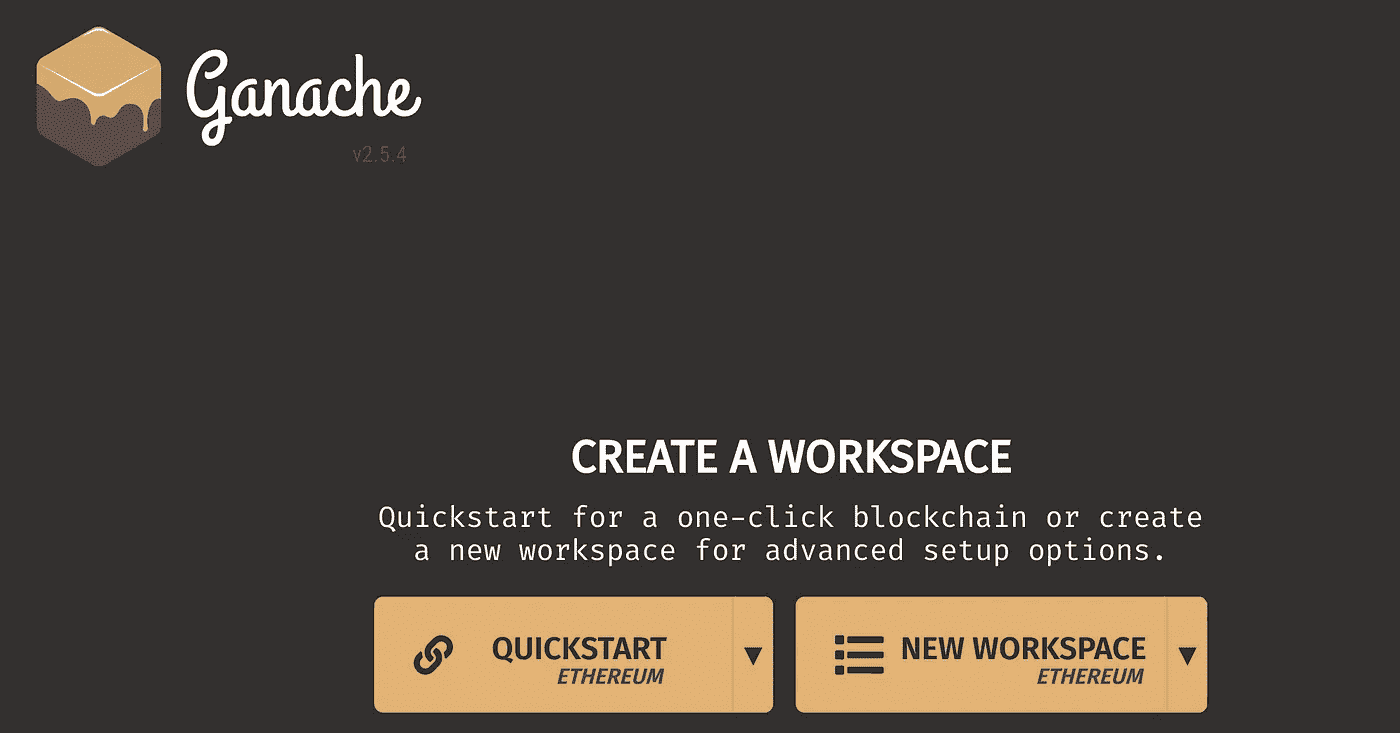 Ganache
v2.5.4
CREATE A WORKSPACE
Quickstart for a one-click blockchain or create
a new workspace for advanced setup options.
QUICKSTART
ETHEREUM
▼
NEW WORKSPACE
ETHEREUM
▼